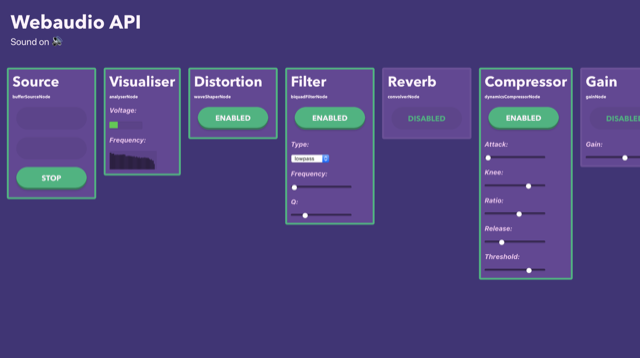 Webaudio API
Sound on 🔊
Source
bufferSourceNode
STOP
Visualiser
analyserNode
Voltage:
Frequency:
Distortion
waveShaperNode
ENABLED
Filter
biquadFilterNode
ENABLED
Type:
lowpass
Frequency:
Q:
Reverb
convolverNode
DISABLED
Compressor
dynamicsCompressorNode
ENABLED
Attack:
Knee:
Ratio:
Release:
Threshold:
Gain
gainNode
DISABLED
Gain: